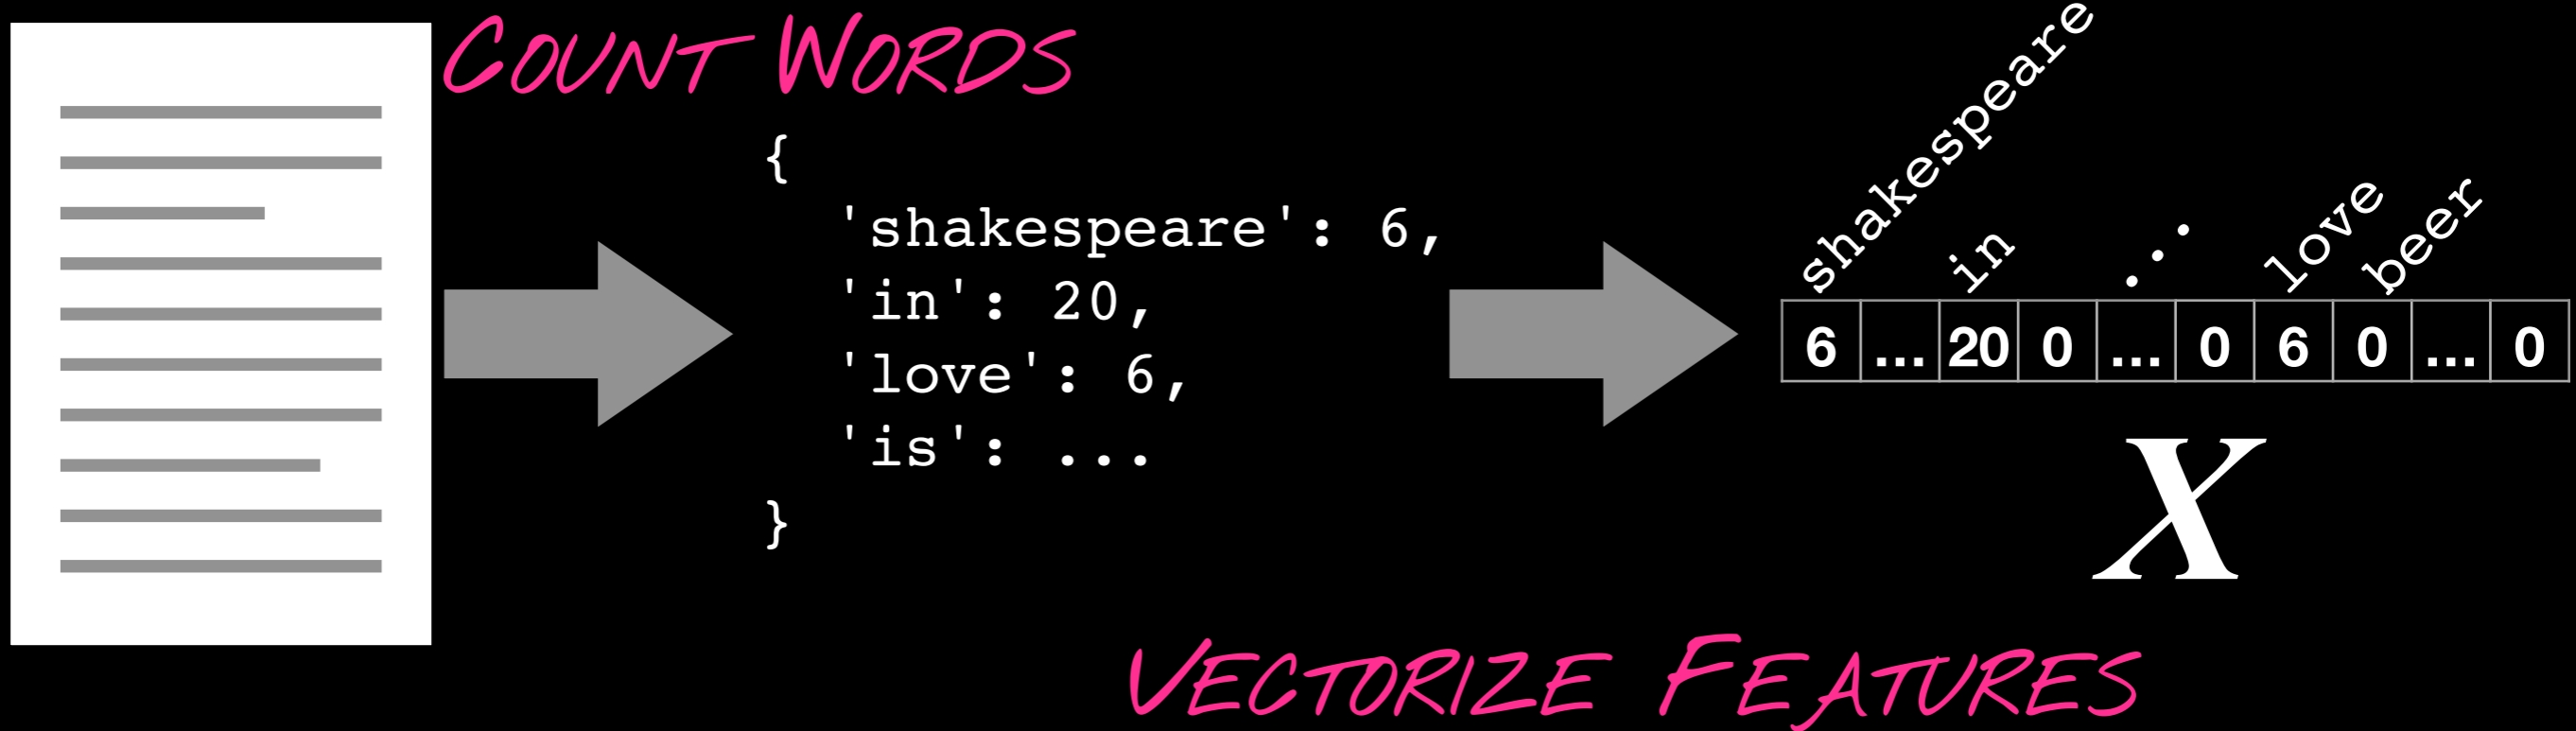 COUNT WORDS
{
'shakespeare': 6,
'in': 20,
'love': 6,
'is': ...
}
shakespeare in ... love beer
6 ... 20 0 ... 0 6 0 ... 0
X
VECTORIZE FEATURES